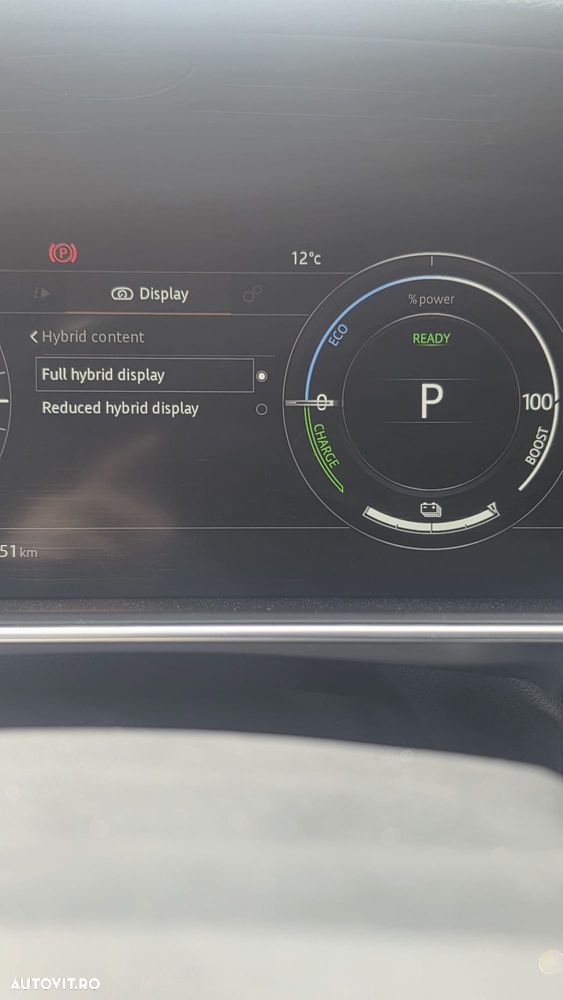 P
12°c
Display
% power
Hybrid content
ECO
READY
Full hybrid display
P
0
100
Reduced hybrid display
CHARGE
BOOST
51 km
AUTOVIT.RO